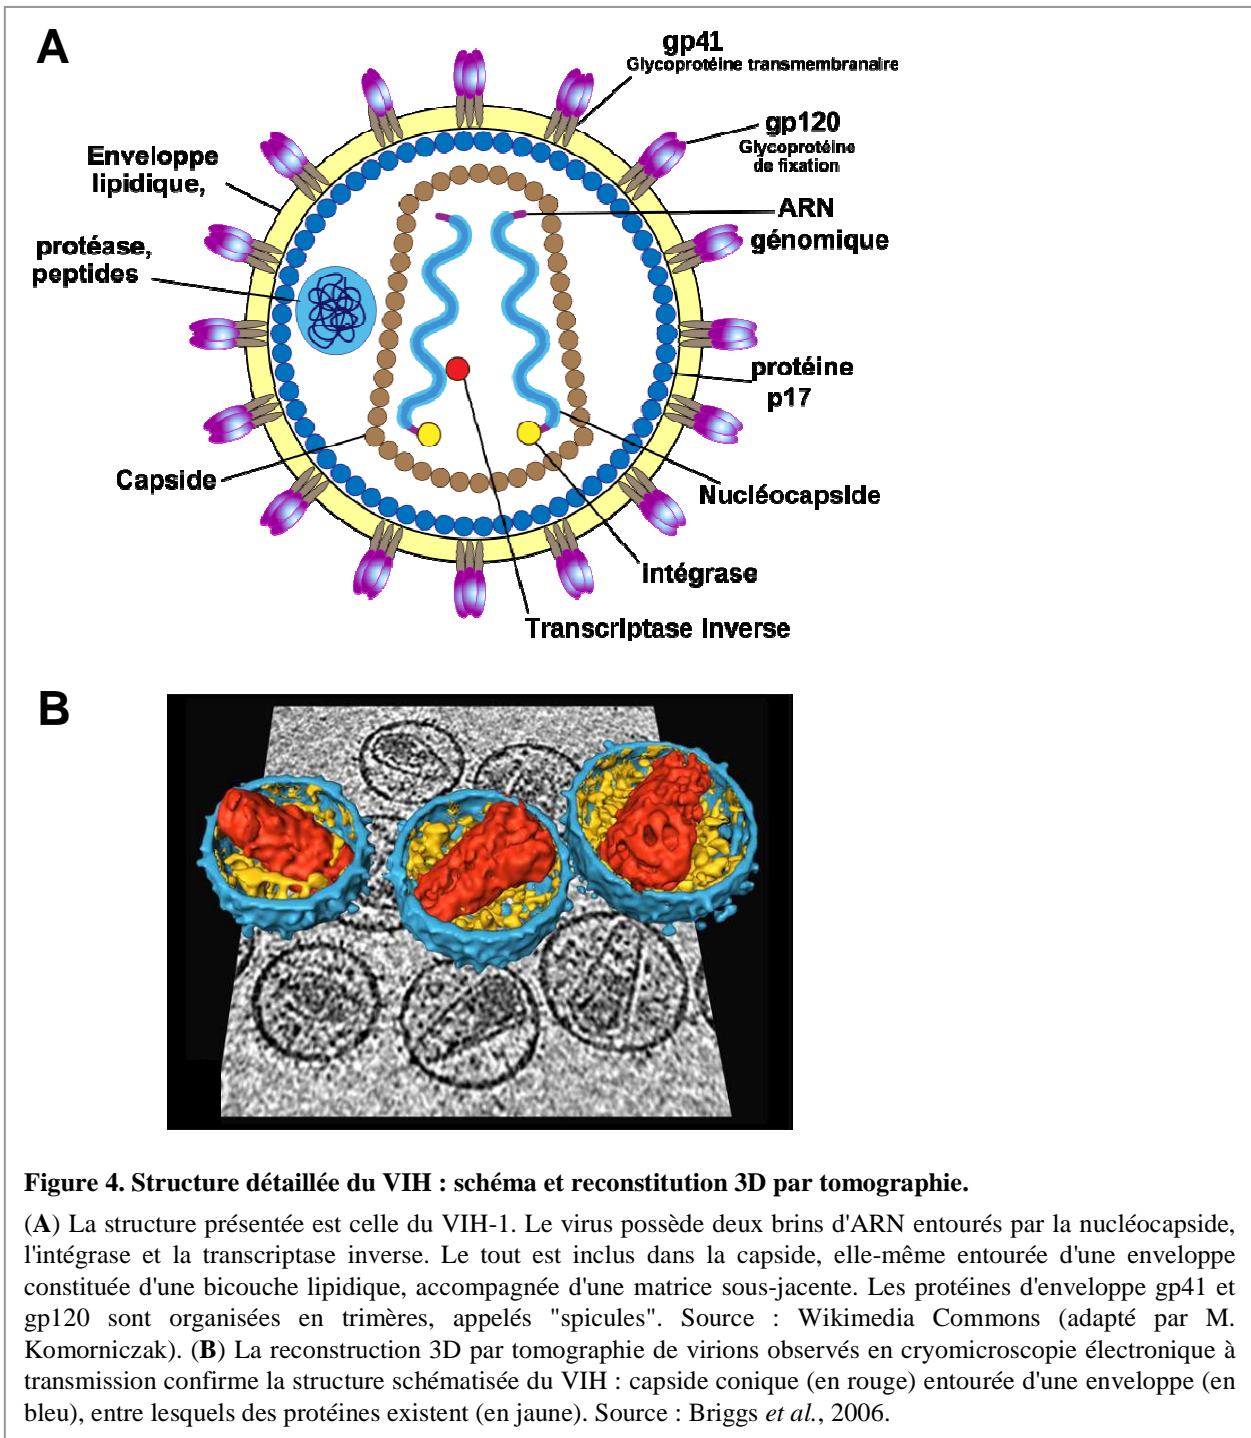 A
gp41
Glycoprotéine transmembranaire
gp120
Glycoprotéine
de fixation
Enveloppe
lipidique,
ARN
génomique
protéase,
peptides
protéine
p17
Capside
Nucléocapside
Intégrase
Transcriptase inverse
B
Figure 4. Structure détaillée du VIH : schéma et reconstitution 3D par tomographie.
(A) La structure présentée est celle du VIH-1. Le virus possède deux brins d'ARN entourés par la nucléocapside,
l'intégrase et la transcriptase inverse. Le tout est inclus dans la capside, elle-même entourée d'une enveloppe
constituée d'une bicouche lipidique, accompagnée d'une matrice sous-jacente. Les protéines d'enveloppe gp41 et
gp120 sont organisées en trimères, appelés "spicules". Source : Wikimedia Commons (adapté par M.
Komorniczak). (B) La reconstruction 3D par tomographie de virions observés en cryomicroscopie électronique à
transmission confirme la structure schématisée du VIH : capside conique (en rouge) entourée d'une enveloppe (en
bleu), entre lesquels des protéines existent (en jaune). Source : Briggs et al., 2006.